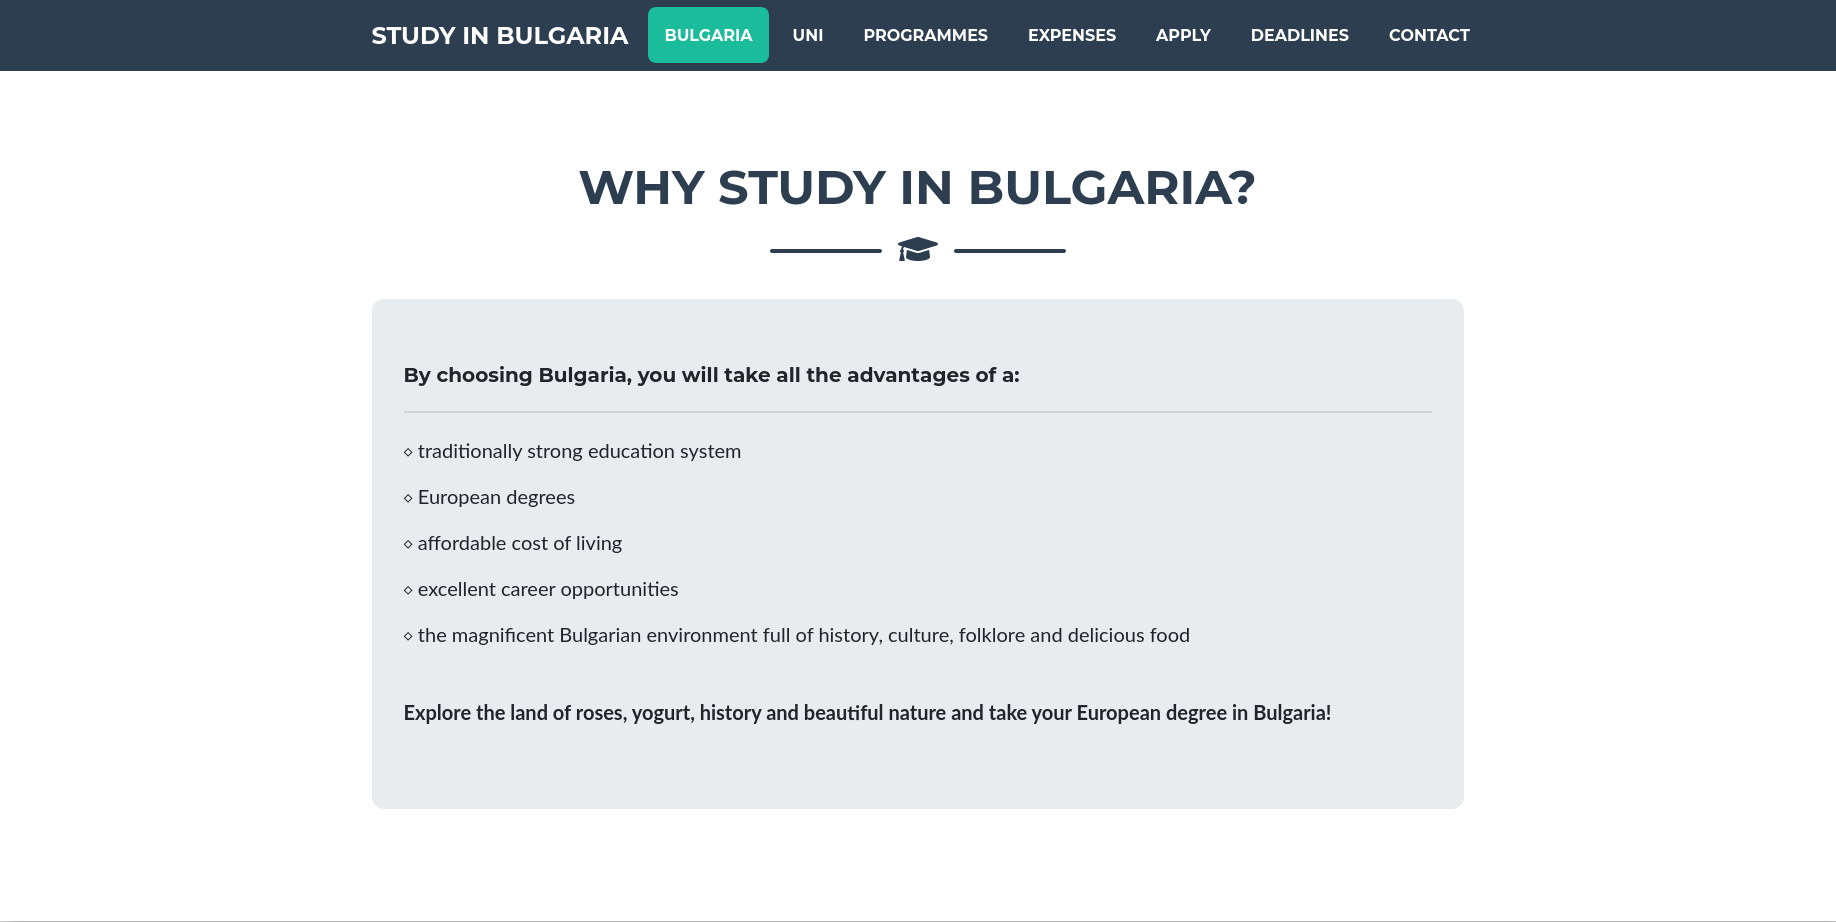 STUDY IN BULGARIA BULGARIA UNI PROGRAMMES EXPENSES APPLY DEADLINES CONTACT
WHY STUDY IN BULGARIA?
By choosing Bulgaria, you will take all the advantages of a:
⋄ traditionally strong education system
⋄ European degrees
⋄ affordable cost of living
⋄ excellent career opportunities
⋄ the magnificent Bulgarian environment full of history, culture, folklore and delicious food
Explore the land of roses, yogurt, history and beautiful nature and take your European degree in Bulgaria!